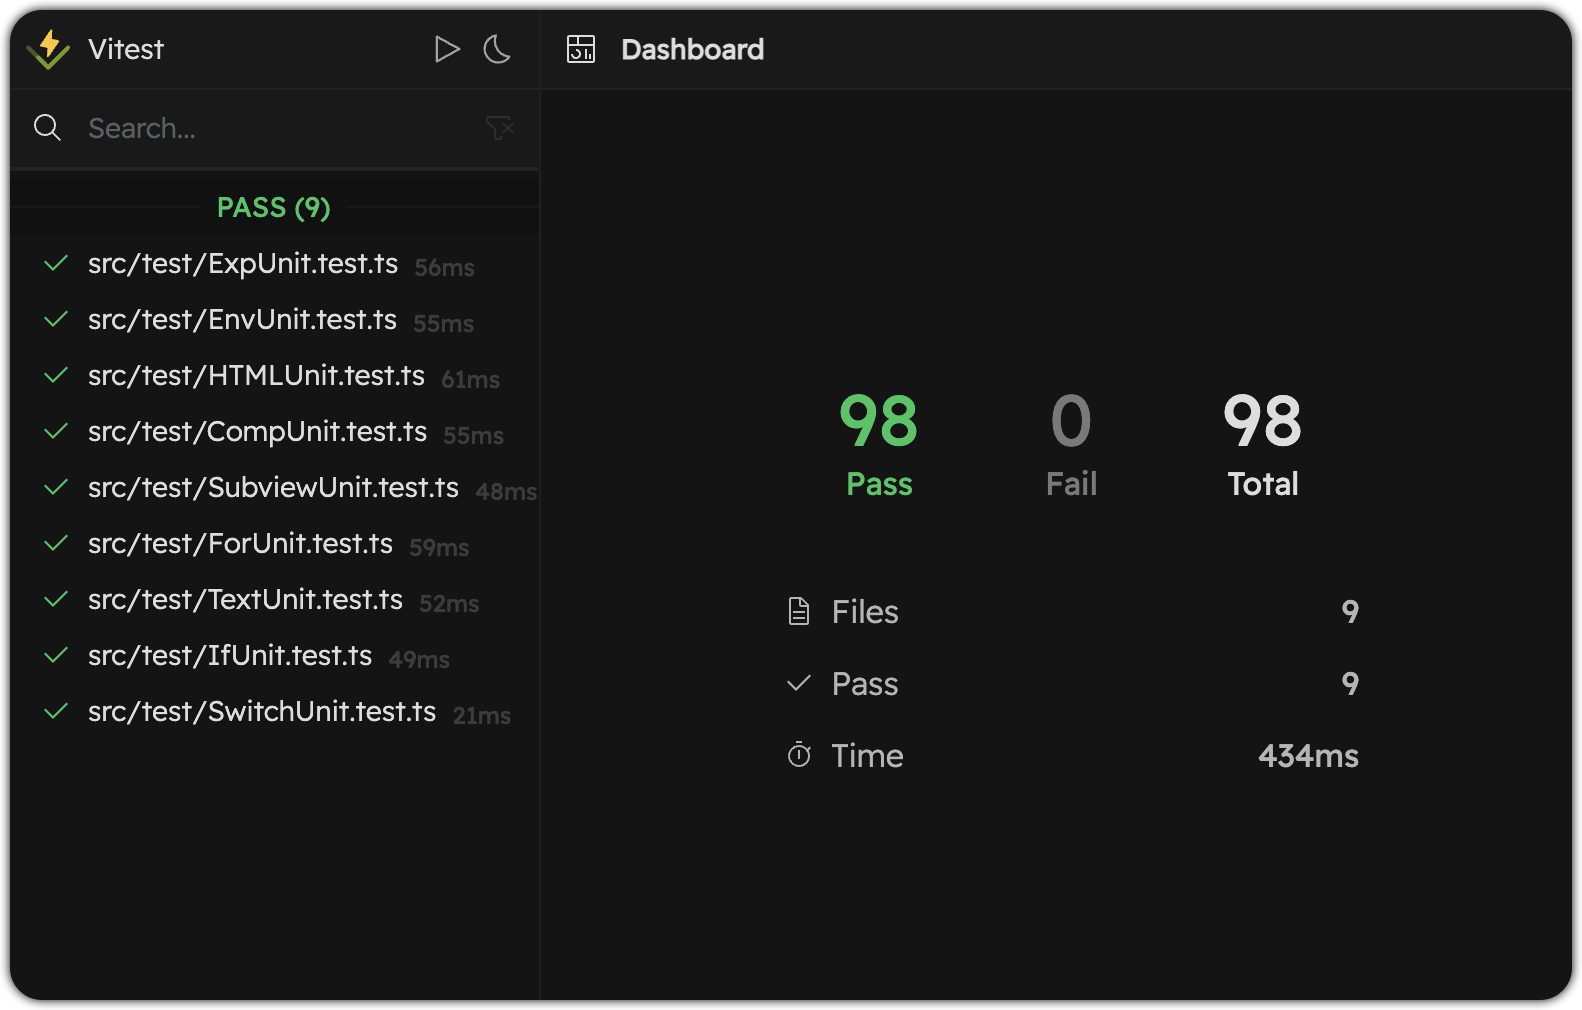 Vitest
Search...
PASS (9)
src/test/ExpUnit.test.ts 56ms
src/test/EnvUnit.test.ts 55ms
src/test/HTMLUnit.test.ts 61ms
src/test/CompUnit.test.ts 55ms
src/test/SubviewUnit.test.ts 48ms
src/test/ForUnit.test.ts 59ms
src/test/TextUnit.test.ts 52ms
src/test/IfUnit.test.ts 49ms
src/test/SwitchUnit.test.ts 21ms
Dashboard
98 0 98
Pass Fail Total
Files 9
Pass 9
Time 434ms